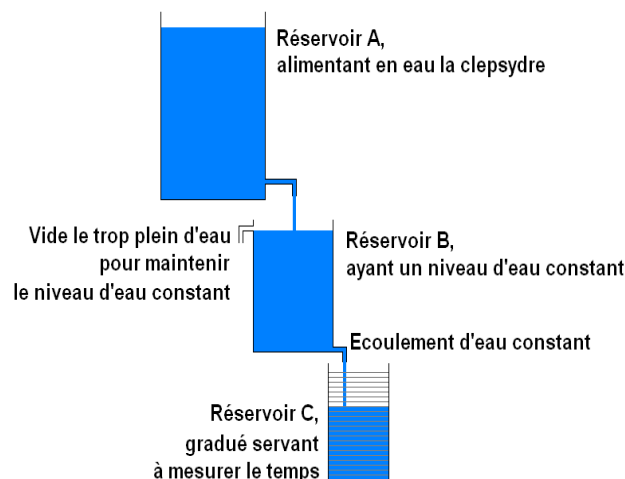 Réservoir A,
alimentant en eau la clepsydre
Vide le trop plein d'eau
pour maintenir
le niveau d'eau constant
Réservoir B,
ayant un niveau d'eau constant
Ecoulement d'eau constant
Réservoir C,
gradué servant
à mesurer le temps